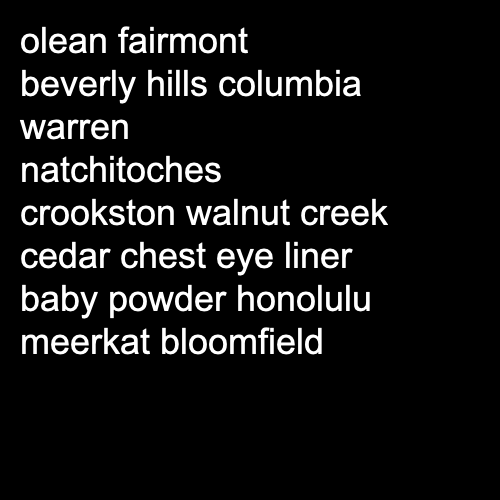 olean fairmont
beverly hills columbia
warren
natchitoches
crookston walnut creek
cedar chest eye liner
baby powder honolulu
meerkat bloomfield